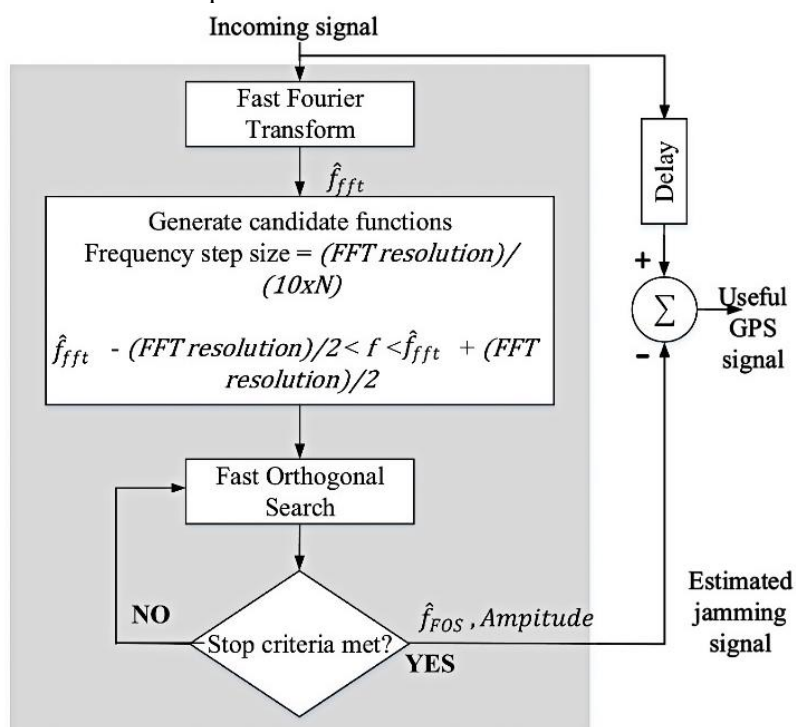 Incoming signal
Fast Fourier
Transform
Delay
f̂fft
Generate candidate functions
Frequency step size = (FFT resolution)/
(10xN)
f̂fft - (FFT resolution)/2< f <f̂fft + (FFT
resolution)/2
+
Σ
-
Useful
GPS
signal
Fast Orthogonal
Search
NO
Stop criteria met?
YES
f̂FOS , Ampitude
Estimated
jamming
signal